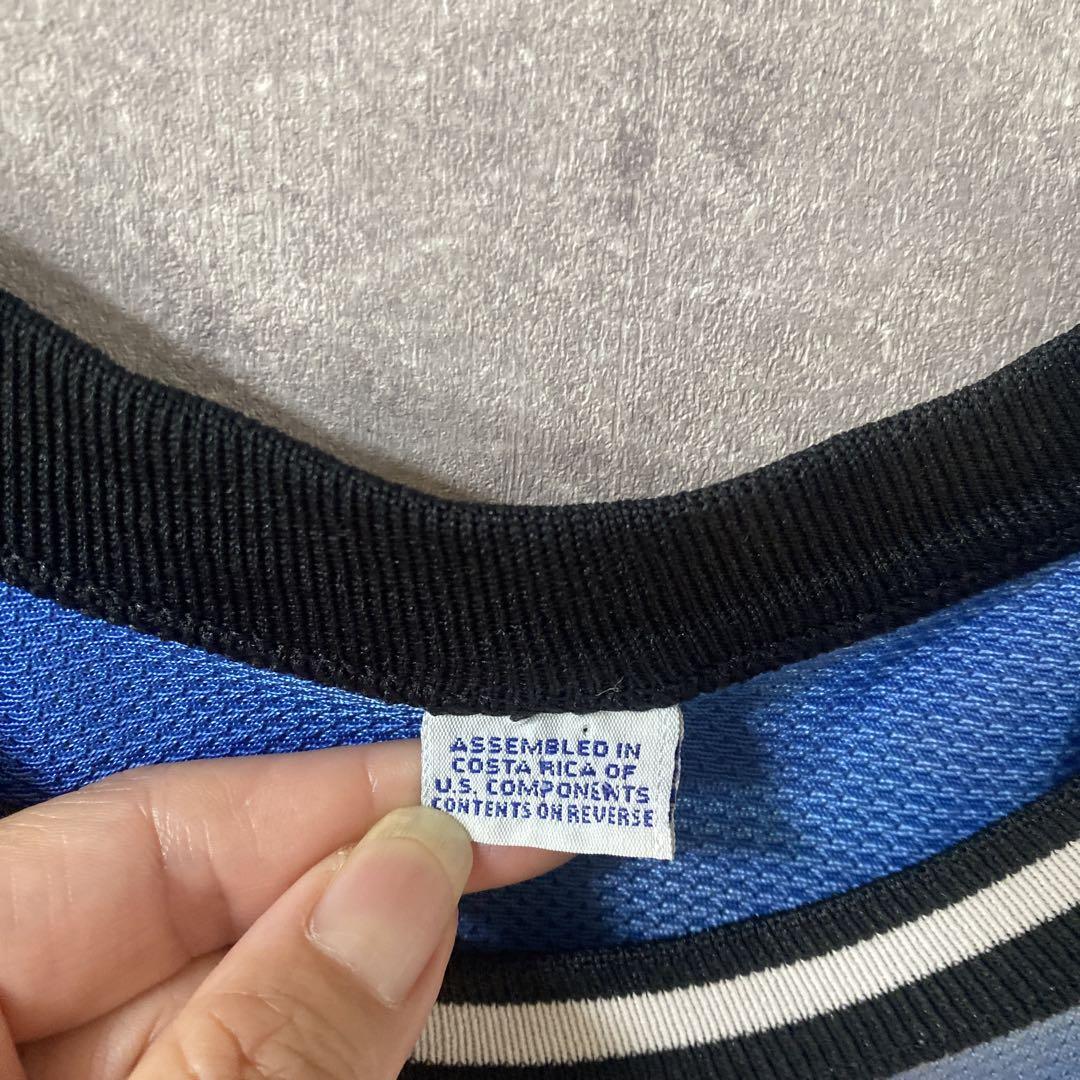 ASSEMBLED IN
COSTA RICA OF
U.S. COMPONENTS
CONTENTS ON REVERSE